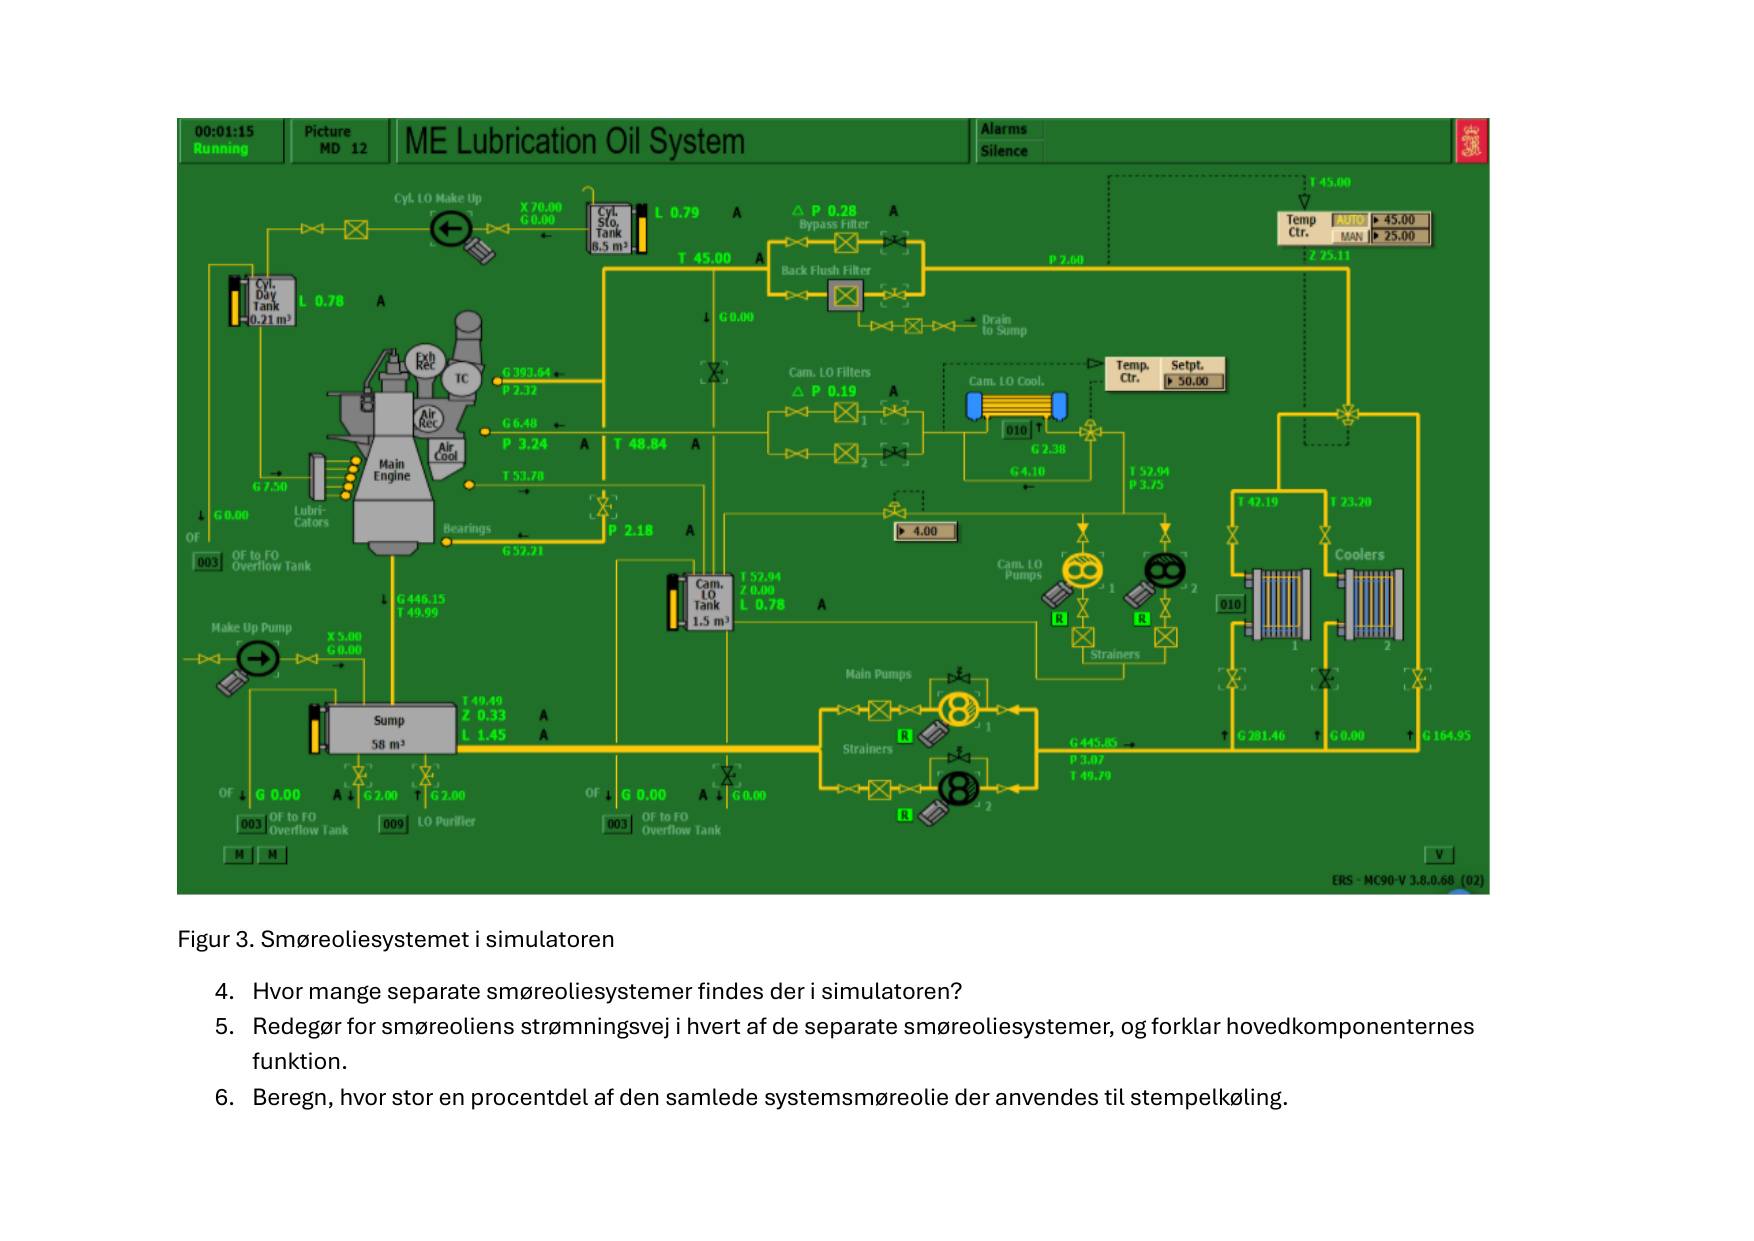 00:01:15
Running
Picture
MD 12
ME Lubrication Oil System
Alarms
Silence
T 45.00
Cyl. LO Make Up
X 70.00
G 0.00
Cyl.
Sto.
Tank
8.5 m³
L 0.79 A
△ P 0.28 A
Bypass Filter
Temp
Ctr.
AUTO
45.00
MAN
25.00
T 45.00 A
Back Flush Filter
P 2.60
Z 25.11
Cyl.
Day
Tank
0.21 m³
L 0.78 A
G 0.00
Drain
to Sump
Exh
Rec
TC
G 393.64
P 2.32
Cam. LO Filters
△ P 0.19 A
Cam. LO Cool.
Temp.
Ctr.
Setpt.
50.00
Air
Rec
G 6.48
P 3.24 A
T 48.84 A
1
2
010
G 2.38
Air
Cool
Main
Engine
T 53.78
G 4.10
T 52.94
P 3.75
G 7.50
Lubri-
Cators
G 0.00
OF
003
OF to FO
Overflow Tank
Bearings
G 52.21
P 2.18 A
4.00
T 42.19
T 23.20
Coolers
Cam. LO
Pumps
1
2
R
R
Cam.
LO
Tank
1.5 m³
T 52.94
Z 0.00
L 0.78 A
010
1
2
G 446.15
T 49.99
Make Up Pump
X 5.00
G 0.00
Strainers
Main Pumps
1
R
Sump
58 m³
T 49.49
Z 0.33 A
L 1.45 A
Strainers
G 445.85
P 3.07
T 49.79
G 281.46
G 0.00
G 164.95
2
R
OF
G 0.00 A
G 2.00
G 2.00
OF
G 0.00 A
G 0.00
003
OF to FO
Overflow Tank
009
LO Purifier
003
OF to FO
Overflow Tank
M
M
V
ERS - MC90-V 3.8.0.68 (02)
Figur 3. Smøreoliesystemet i simulatoren
4. Hvor mange separate smøreoliesystemer findes der i simulatoren?
5. Redegør for smøreoliens strømningsvej i hvert af de separate smøreoliesystemer, og forklar hovedkomponenternes
funktion.
6. Beregn, hvor stor en procentdel af den samlede systemsmøreolie der anvendes til stempelkøling.